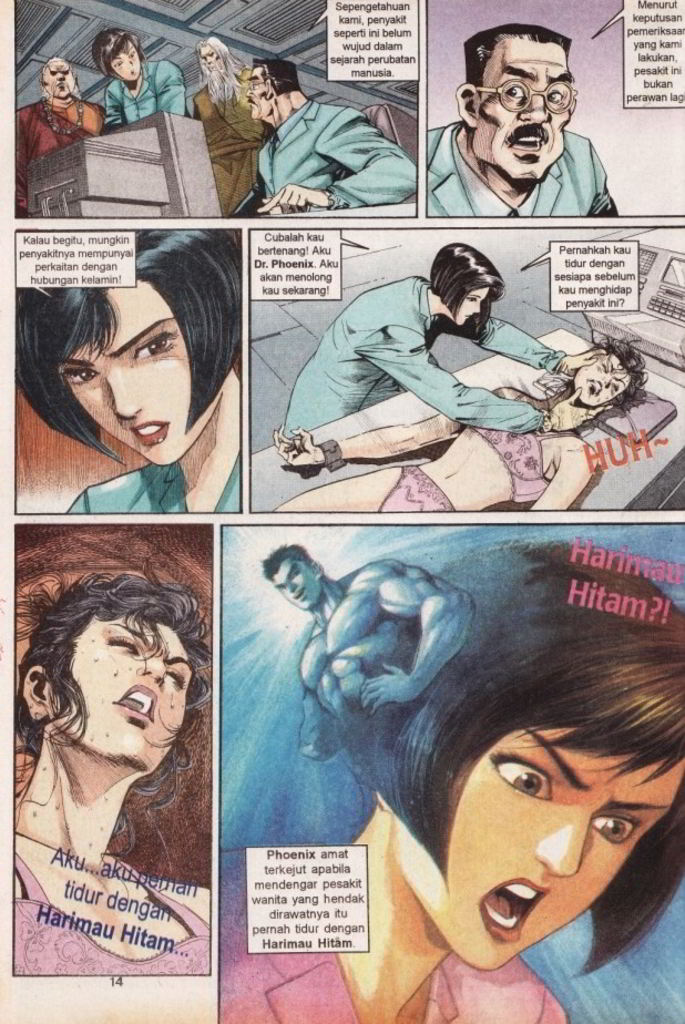 Sepengetahuan
kami, penyakit
seperti ini belum
wujud dalam
sejarah perubatan
manusia.
Menurut
keputusan
pemeriksaan
yang kami
lakukan,
pesakit ini
bukan
perawan lagi
Kalau begitu, mungkin
penyakitnya mempunyai
perkaitan dengan
hubungan kelamin!
Cubalah kau
bertenang! Aku
Dr. Phoenix. Aku
akan menolong
kau sekarang!
Pernahkah kau
tidur dengan
sesiapa sebelum
kau menghidap
penyakit ini?
HUH~
Aku...aku pernah
tidur dengan
Harimau Hitam...
Harimau
Hitam?!
Phoenix amat
terkejut apabila
mendengar pesakit
wanita yang hendak
dirawatnya itu
pernah tidur dengan
Harimau Hitam.
14